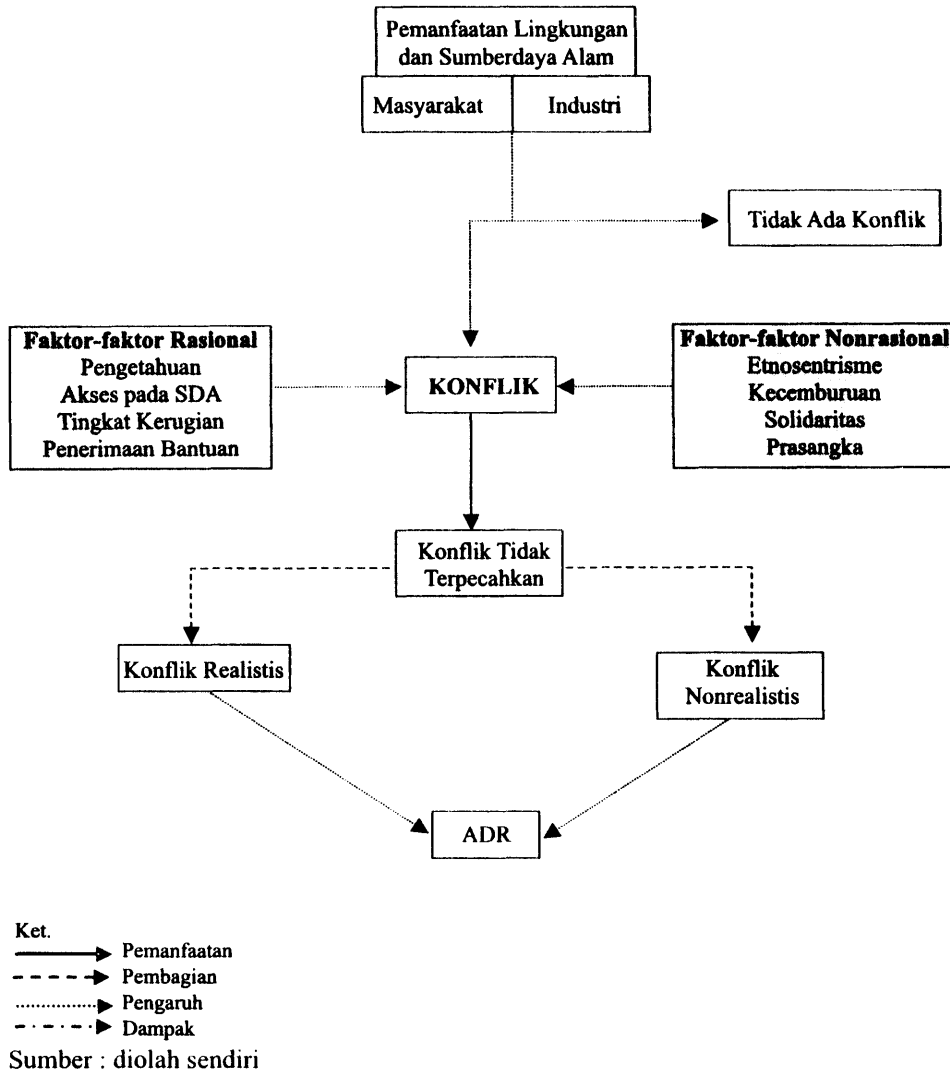 Pemanfaatan Lingkungan
dan Sumberdaya Alam
Masyarakat
Industri
Tidak Ada Konflik
Faktor-faktor Rasional
Pengetahuan
Akses pada SDA
Tingkat Kerugian
Penerimaan Bantuan
KONFLIK
Faktor-faktor Nonrasional
Etnosentrisme
Kecemburuan
Solidaritas
Prasangka
Konflik Tidak
Terpecahkan
Konflik Realistis
Konflik
Nonrealistis
ADR
Ket.
Pemanfaatan
Pembagian
Pengaruh
Dampak
Sumber : diolah sendiri